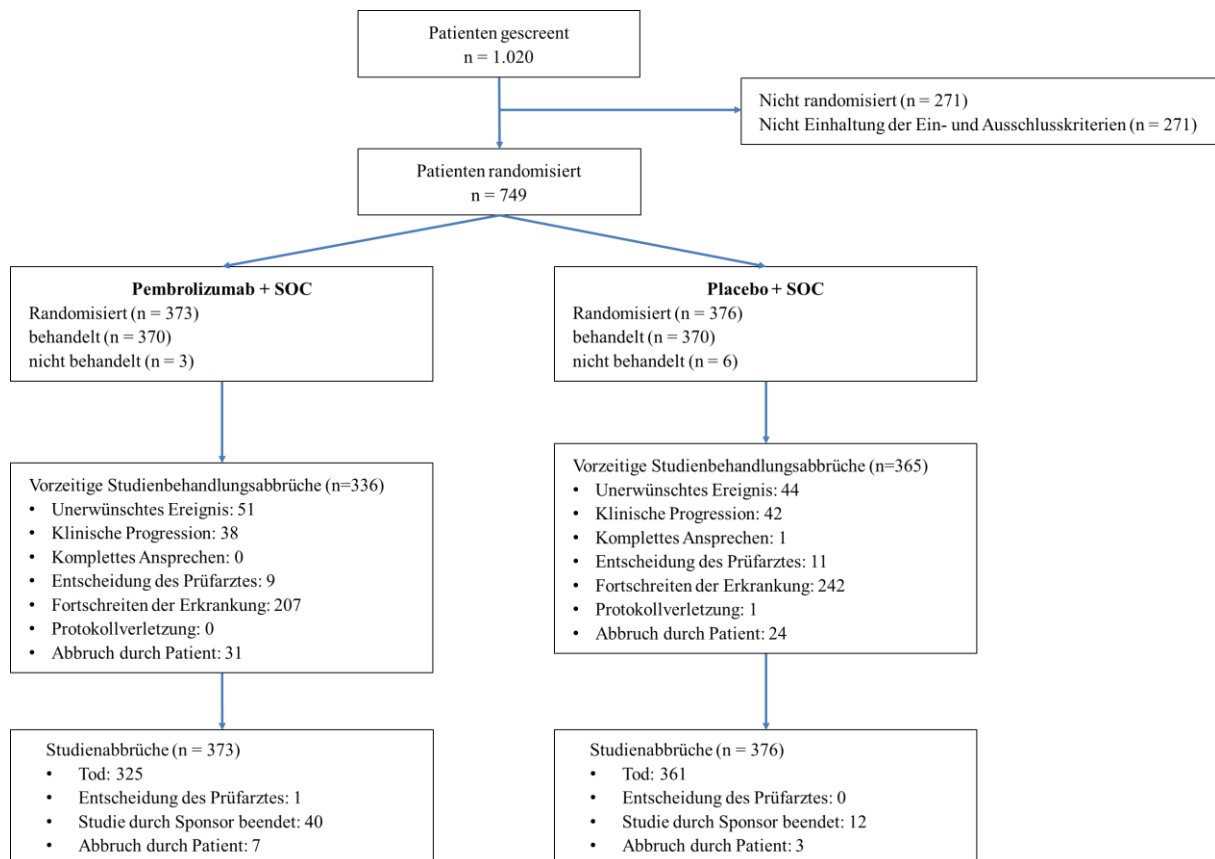 Patienten gescreent
n = 1.020
Nicht randomisiert (n = 271)
Nicht Einhaltung der Ein- und Ausschlusskriterien (n = 271)
Patienten randomisiert
n = 749
Pembrolizumab + SOC
Randomisiert (n = 373)
behandelt (n = 370)
nicht behandelt (n = 3)
Placebo + SOC
Randomisiert (n = 376)
behandelt (n = 370)
nicht behandelt (n = 6)
Vorzeitige Studienbehandlungsabbrüche (n=336)
• Unerwünschtes Ereignis: 51
• Klinische Progression: 38
• Komplettes Ansprechen: 0
• Entscheidung des Prüfarztes: 9
• Fortschreiten der Erkrankung: 207
• Protokollverletzung: 0
• Abbruch durch Patient: 31
Vorzeitige Studienbehandlungsabbrüche (n=365)
• Unerwünschtes Ereignis: 44
• Klinische Progression: 42
• Komplettes Ansprechen: 1
• Entscheidung des Prüfarztes: 11
• Fortschreiten der Erkrankung: 242
• Protokollverletzung: 1
• Abbruch durch Patient: 24
Studienabbrüche (n = 373)
• Tod: 325
• Entscheidung des Prüfarztes: 1
• Studie durch Sponsor beendet: 40
• Abbruch durch Patient: 7
Studienabbrüche (n = 376)
• Tod: 361
• Entscheidung des Prüfarztes: 0
• Studie durch Sponsor beendet: 12
• Abbruch durch Patient: 3